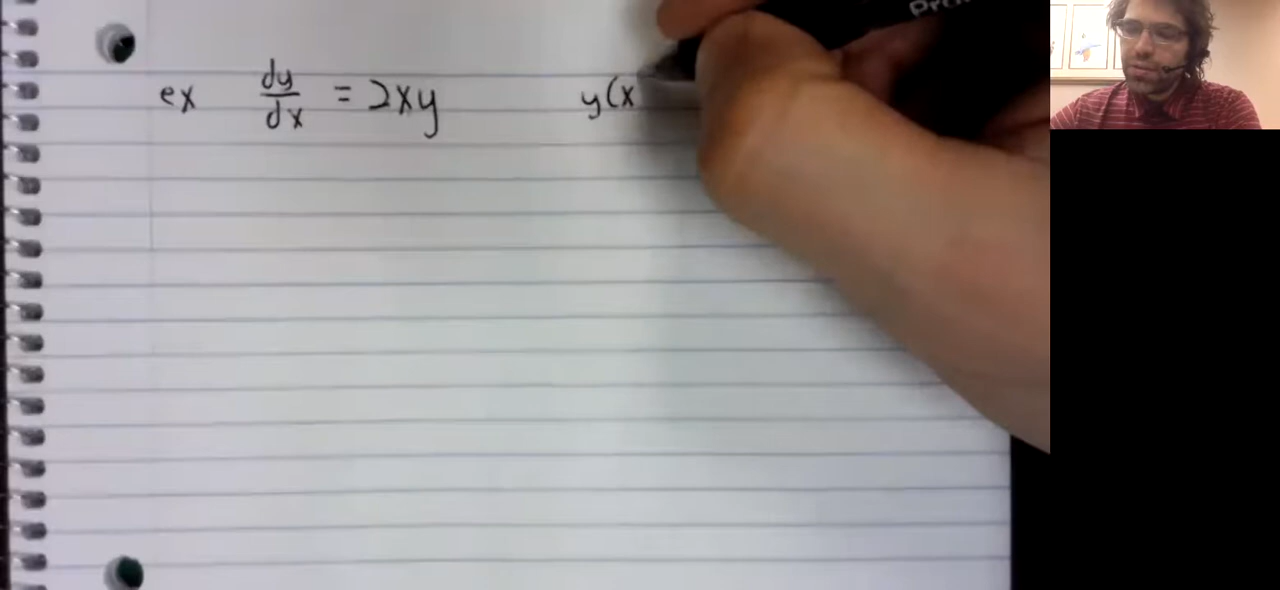 ex dy/dx = 2xy y(x